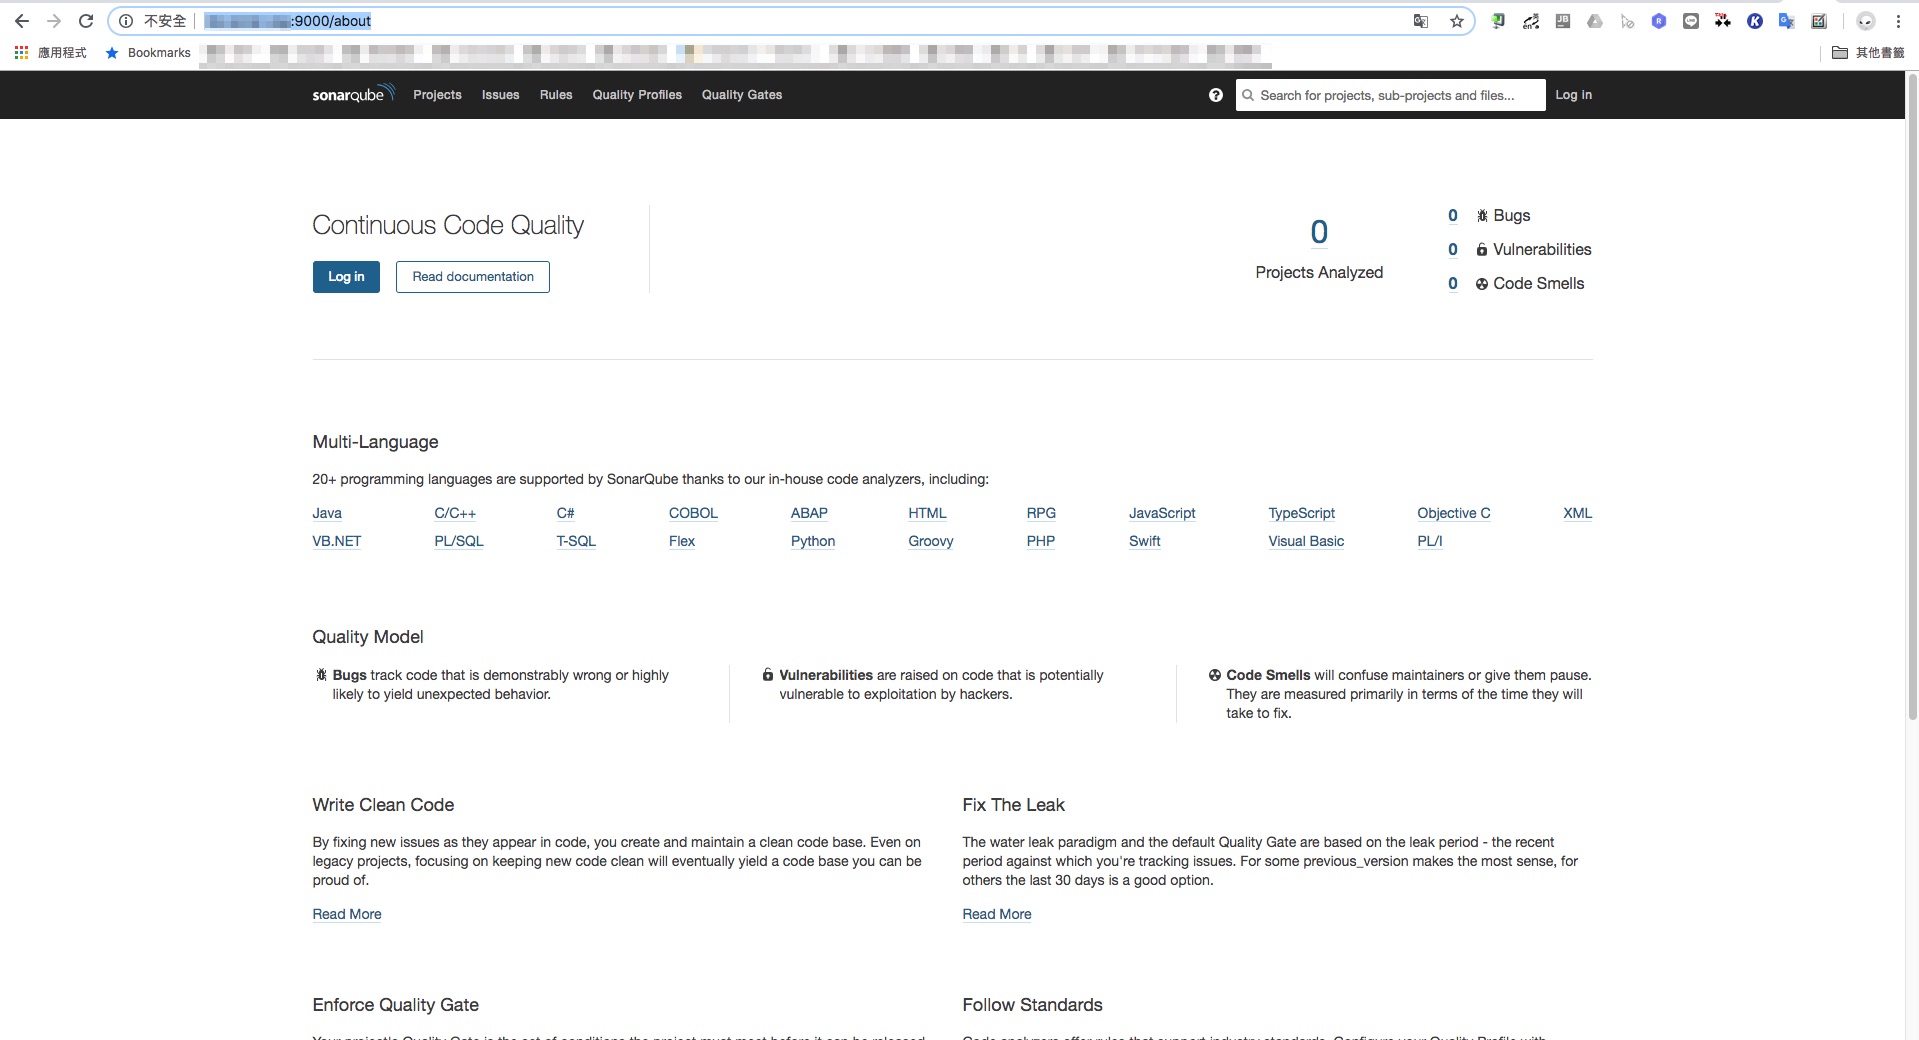 不安全 :9000/about
應用程式 Bookmarks 其他書籤
sonarqube Projects Issues Rules Quality Profiles Quality Gates Search for projects, sub-projects and files... Log in
Continuous Code Quality
Log in Read documentation
0
Projects Analyzed
0 Bugs
0 Vulnerabilities
0 Code Smells
Multi-Language
20+ programming languages are supported by SonarQube thanks to our in-house code analyzers, including:
Java C/C++ C# COBOL ABAP HTML RPG JavaScript TypeScript Objective C XML
VB.NET PL/SQL T-SQL Flex Python Groovy PHP Swift Visual Basic PL/I
Quality Model
Bugs track code that is demonstrably wrong or highly
likely to yield unexpected behavior.
Vulnerabilities are raised on code that is potentially
vulnerable to exploitation by hackers.
Code Smells will confuse maintainers or give them pause.
They are measured primarily in terms of the time they will
take to fix.
Write Clean Code
By fixing new issues as they appear in code, you create and maintain a clean code base. Even on
legacy projects, focusing on keeping new code clean will eventually yield a code base you can be
proud of.
Read More
Fix The Leak
The water leak paradigm and the default Quality Gate are based on the leak period - the recent
period against which you're tracking issues. For some previous_version makes the most sense, for
others the last 30 days is a good option.
Read More
Enforce Quality Gate
Follow Standards